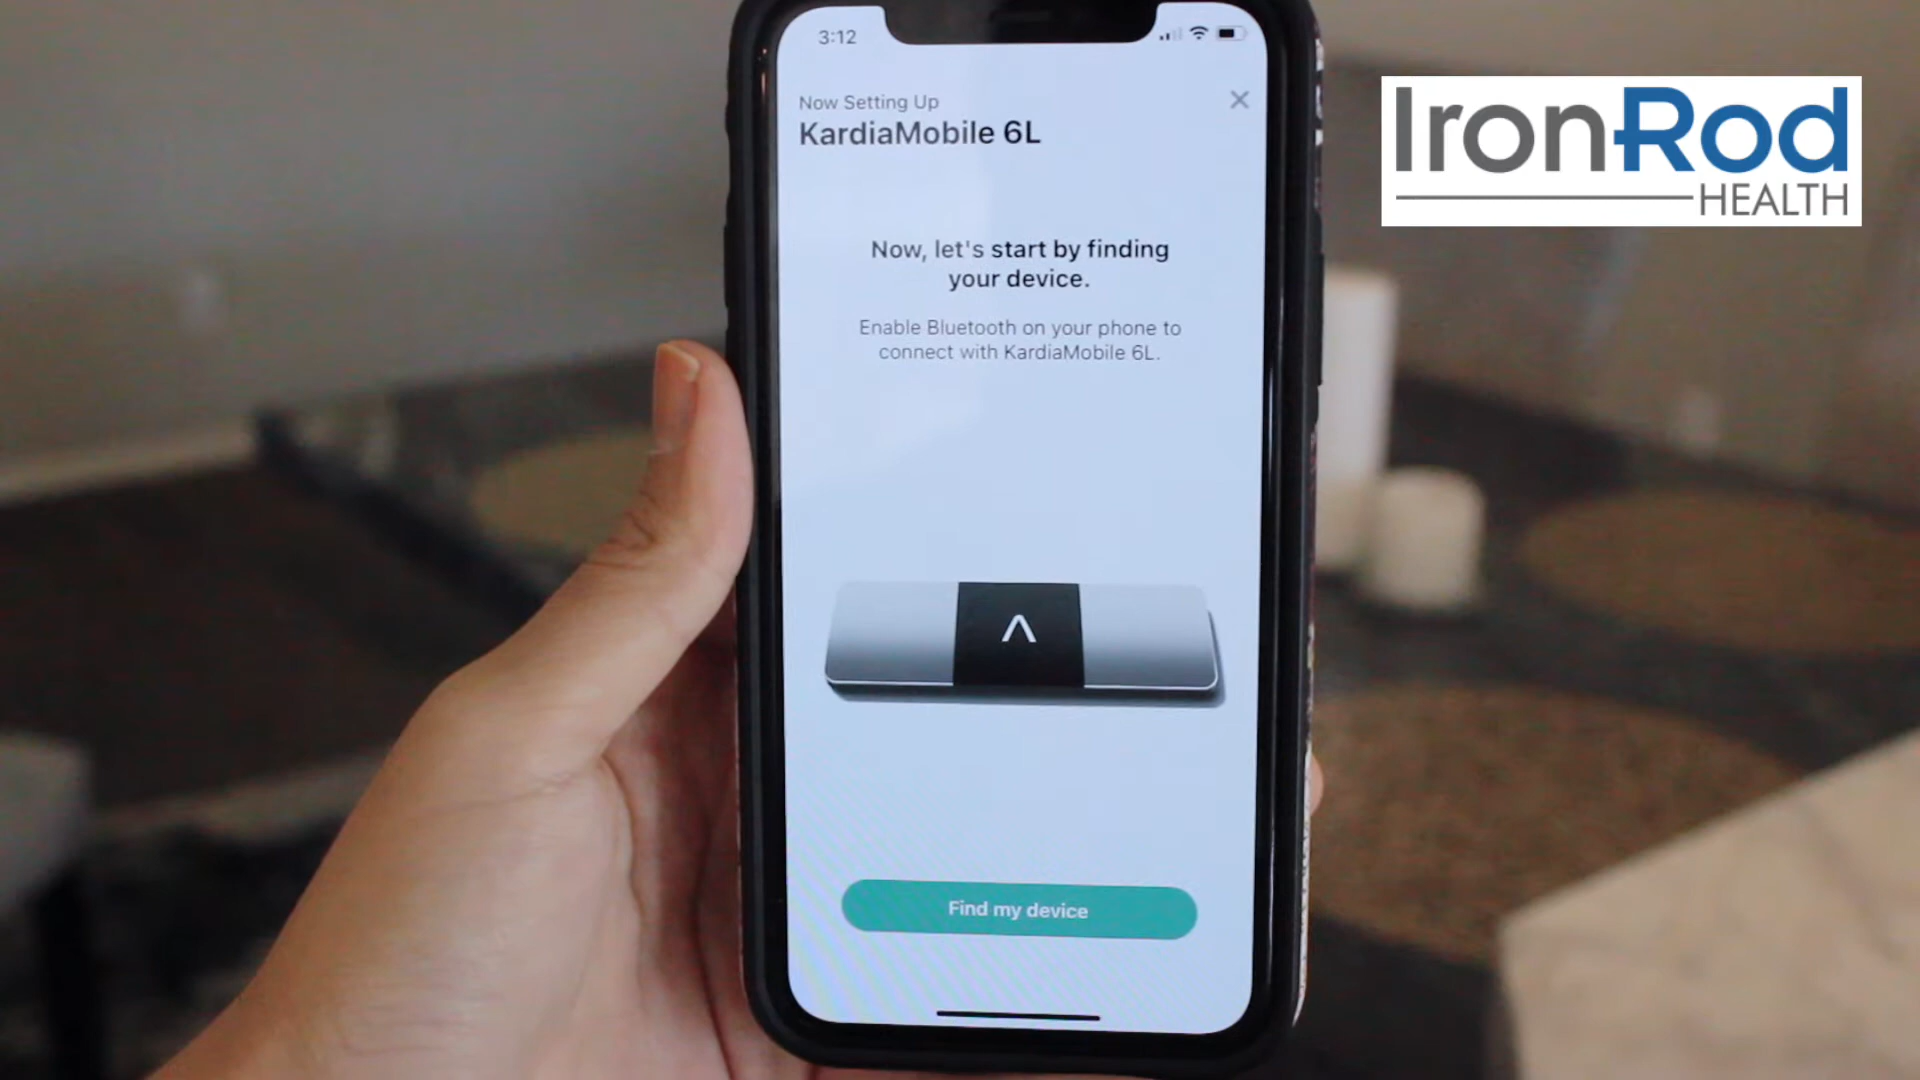 3:12
Now Setting Up
KardiaMobile 6L
Now, let's start by finding
your device.
Enable Bluetooth on your phone to
connect with KardiaMobile 6L.
Find my device
IronRod
HEALTH